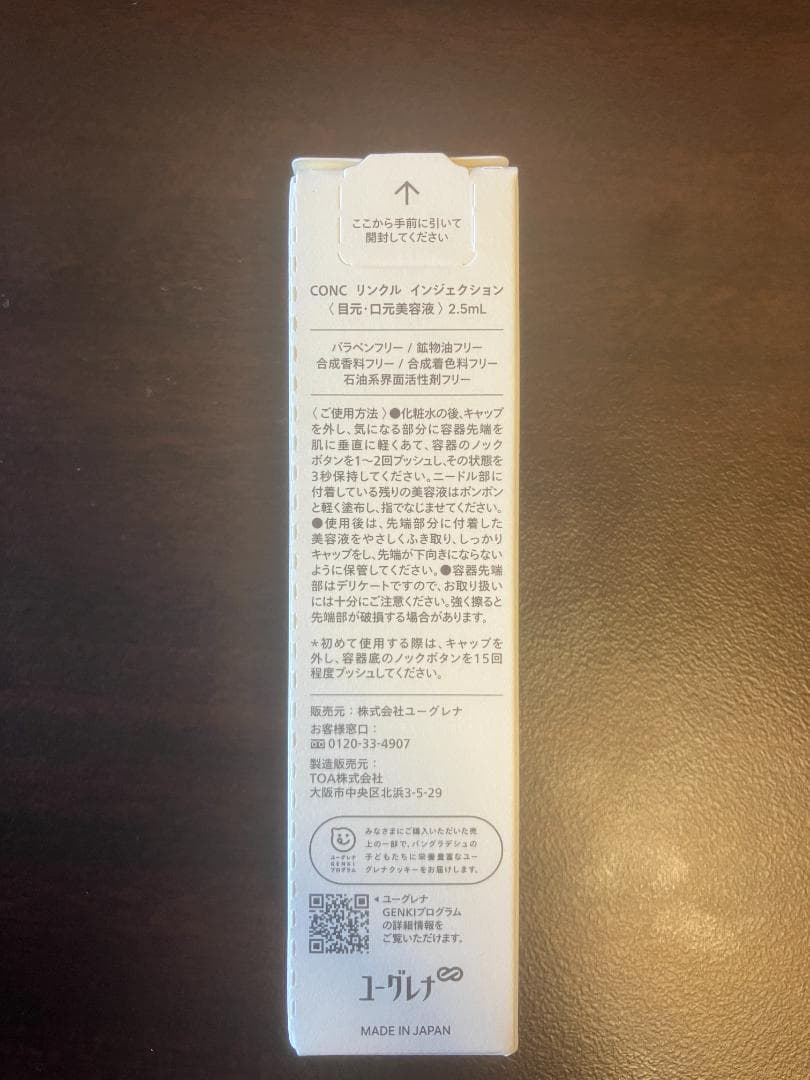 ここから手前に引いて
開封してください
CONC リンクル インジェクション
〈目元・口元美容液〉2.5mL
パラベンフリー / 鉱物油フリー
合成香料フリー / 合成着色料フリー
石油系界面活性剤フリー
〈ご使用方法〉●化粧水の後、キャップ
を外し、気になる部分に容器先端を
肌に垂直に軽くあて、容器のノック
ボタンを1〜2回プッシュし、その状態を
3秒保持してください。ニードル部に
付着している残りの美容液はポンポン
と軽く塗布し、指でなじませてください。
●使用後は、先端部分に付着した
美容液をやさしくふき取り、しっかり
キャップをし、先端が下向きにならない
ように保管してください。●容器先端
部はデリケートですので、お取り扱い
には十分にご注意ください。強く擦ると
先端部が破損する場合があります。
*初めて使用する際は、キャップを
外し、容器底のノックボタンを15回
程度プッシュしてください。
販売元：株式会社ユーグレナ
お客様窓口：
0120-33-4907
製造販売元：
TOA株式会社
大阪市中央区北浜3-5-29
みなさまにご購入いただいた売
上の一部で、バングラデシュの
子どもたちに栄養豊富なユー
グレナクッキーをお届けします。
ユーグレナ
GENKI
プログラム
ユーグレナ
GENKIプログラム
の詳細情報を
ご覧いただけます。
ユーグレナ
MADE IN JAPAN